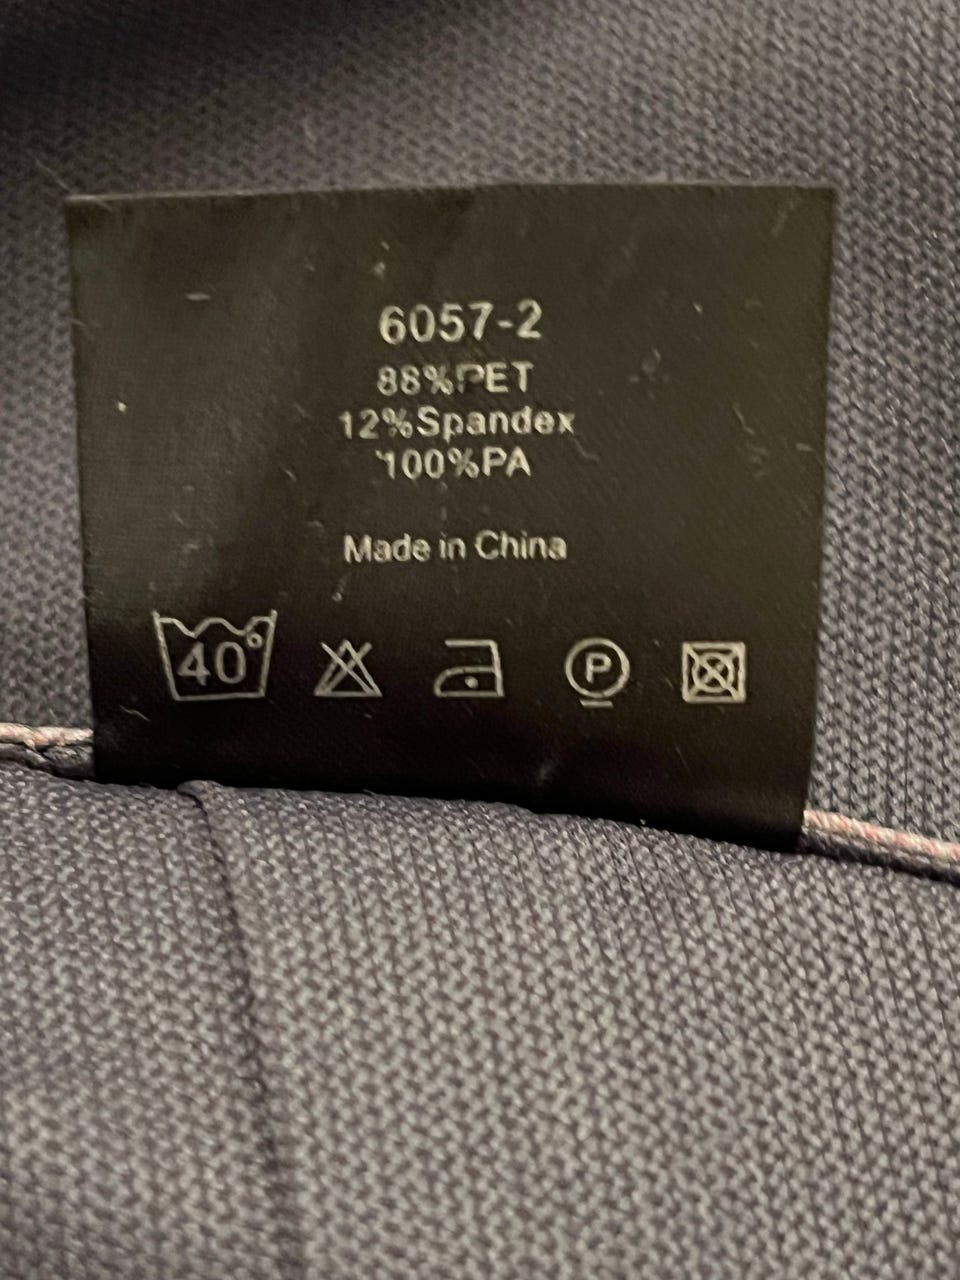 6057-2
88%PET
12%Spandex
100%PA
Made in China
40° P